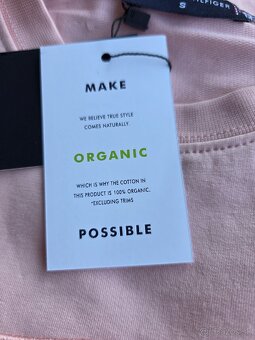 HILFIGER
S
MAKE
WE BELIEVE TRUE STYLE
COMES NATURALLY.
ORGANIC
WHICH IS WHY THE COTTON IN
THIS PRODUCT IS 100% ORGANIC.
*EXCLUDING TRIMS
POSSIBLE